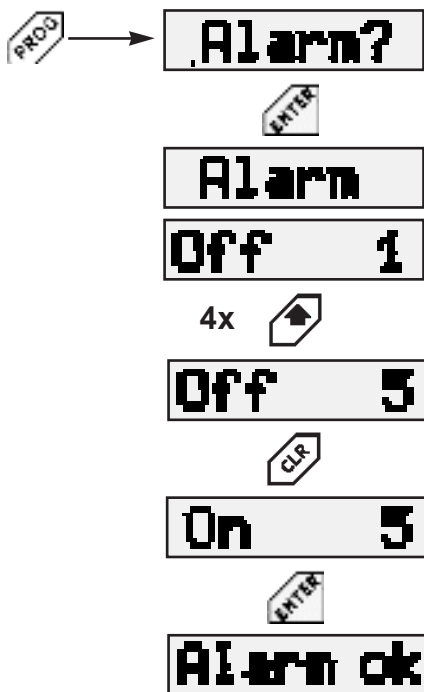 PROG
Alarm?
ENTER
Alarm
Off 1
4x
Off 5
CLR
On 5
ENTER
Alarm ok